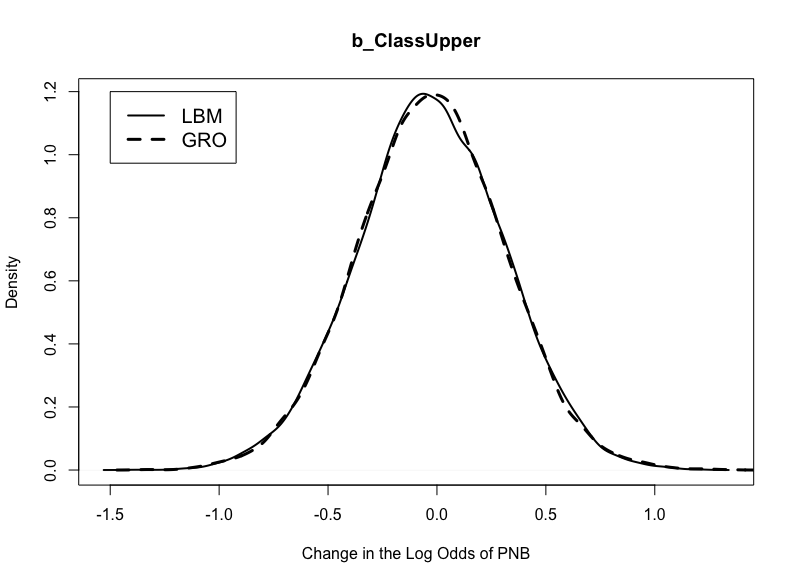 b_ClassUpper
LBM
GRO
Density
0.0
0.2
0.4
0.6
0.8
1.0
1.2
-1.5 -1.0 -0.5 0.0 0.5 1.0
Change in the Log Odds of PNB